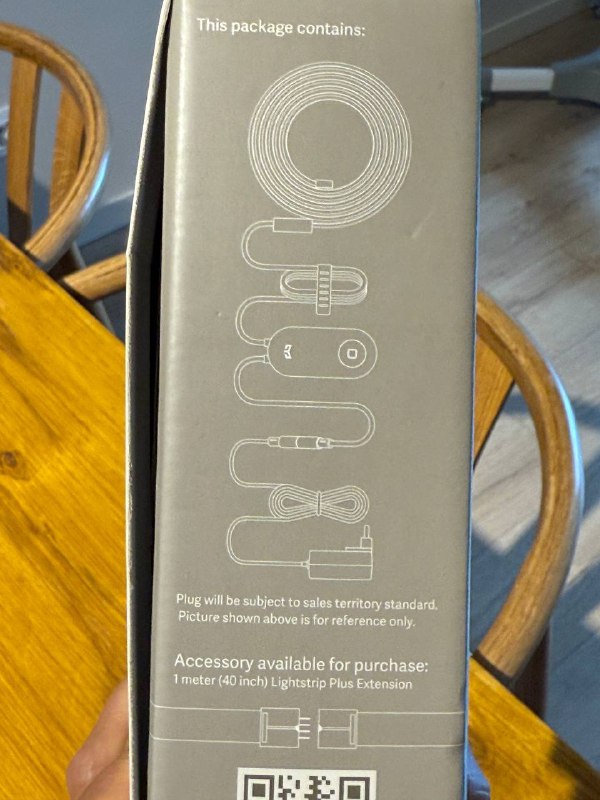 This package contains:
Plug will be subject to sales territory standard.
Picture shown above is for reference only.
Accessory available for purchase:
1 meter (40 inch) Lightstrip Plus Extension